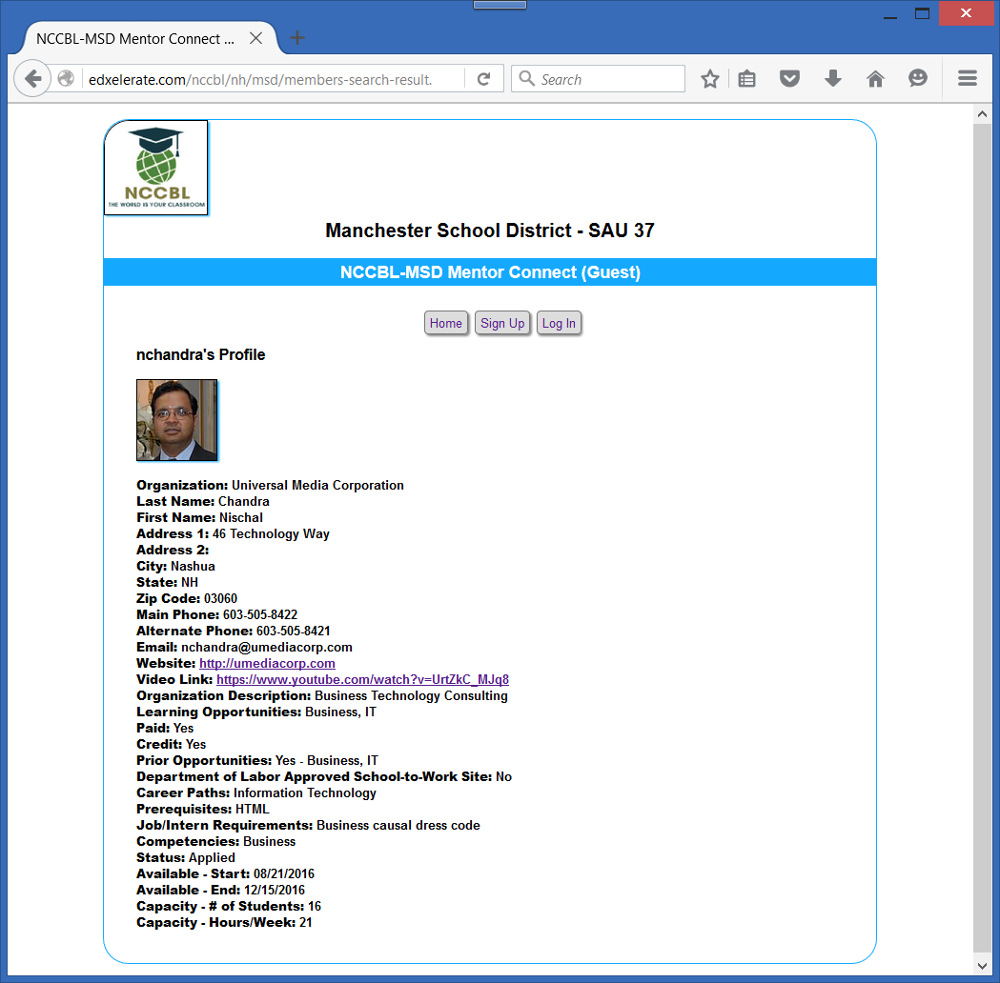 NCCBL-MSD Mentor Connect ...
edxelerate.com/nccbl/nh/msd/members-search-result.
Search
NCCBL
THE WORLD IS YOUR CLASSROOM
Manchester School District - SAU 37
NCCBL-MSD Mentor Connect (Guest)
Home Sign Up Log In
nchandra's Profile
Organization: Universal Media Corporation
Last Name: Chandra
First Name: Nischal
Address 1: 46 Technology Way
Address 2:
City: Nashua
State: NH
Zip Code: 03060
Main Phone: 603-505-8422
Alternate Phone: 603-505-8421
Email: nchandra@umediacorp.com
Website: http://umediacorp.com
Video Link: https://www.youtube.com/watch?v=UrtZkC_MJq8
Organization Description: Business Technology Consulting
Learning Opportunities: Business, IT
Paid: Yes
Credit: Yes
Prior Opportunities: Yes - Business, IT
Department of Labor Approved School-to-Work Site: No
Career Paths: Information Technology
Prerequisites: HTML
Job/Intern Requirements: Business causal dress code
Competencies: Business
Status: Applied
Available - Start: 08/21/2016
Available - End: 12/15/2016
Capacity - # of Students: 16
Capacity - Hours/Week: 21